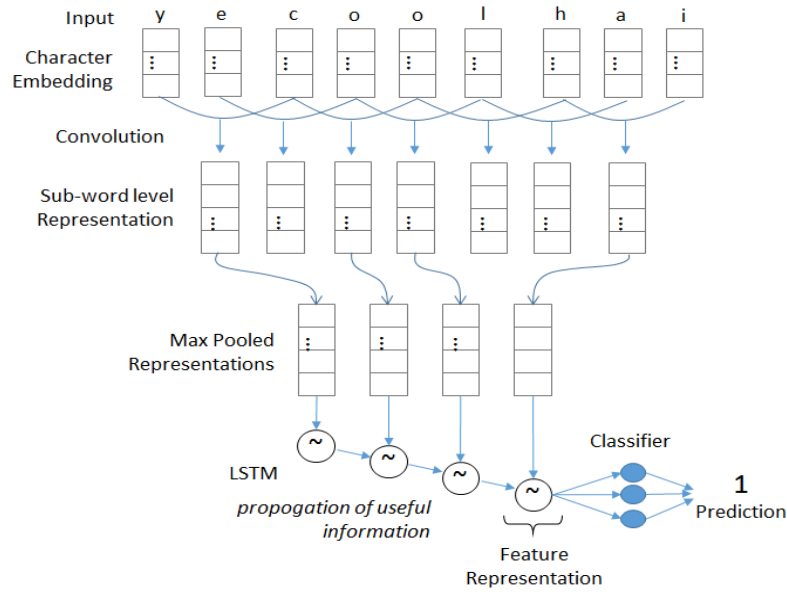 Input y e c o o l h a i
Character
Embedding
Convolution
Sub-word level
Representation
Max Pooled
Representations
Classifier
~
~
~
~
LSTM
1
Prediction
propogation of useful
information
Feature
Representation